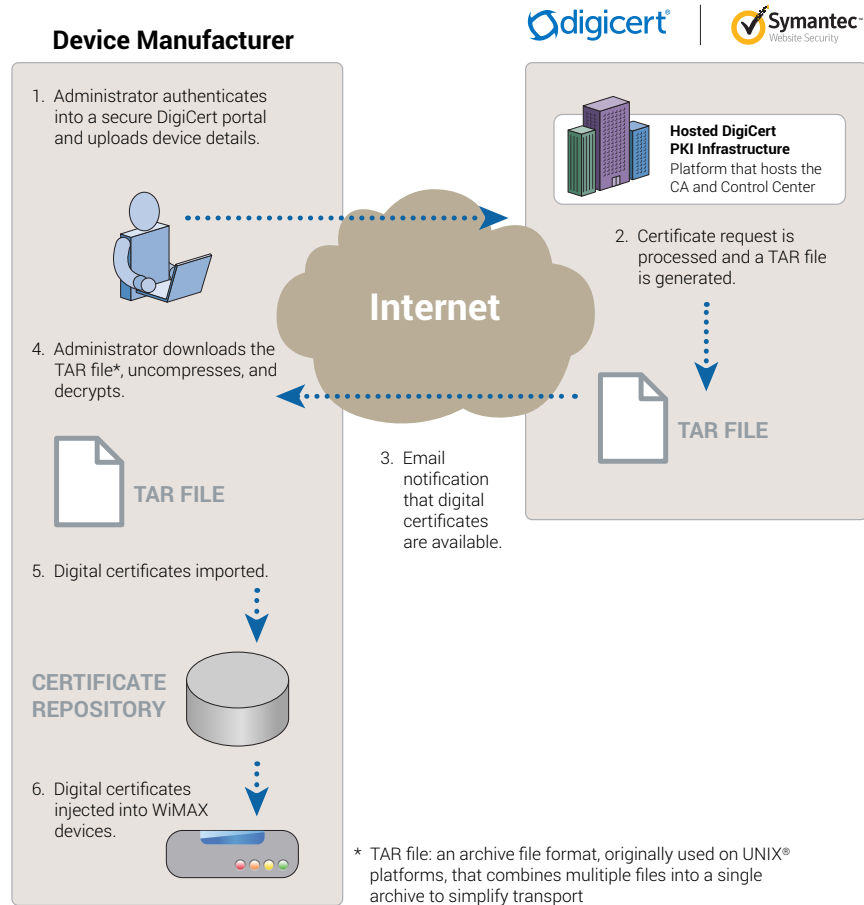 Device Manufacturer
digicert®
Symantec™
Website Security
1. Administrator authenticates
into a secure DigiCert portal
and uploads device details.
Hosted DigiCert
PKI Infrastructure
Platform that hosts the
CA and Control Center
2. Certificate request is
processed and a TAR file
is generated.
Internet
4. Administrator downloads the
TAR file*, uncompresses, and
decrypts.
TAR FILE
TAR FILE
3. Email
notification
that digital
certificates
are available.
5. Digital certificates imported.
CERTIFICATE
REPOSITORY
6. Digital certificates
injected into WiMAX
devices.
* TAR file: an archive file format, originally used on UNIX®
platforms, that combines mulitiple files into a single
archive to simplify transport